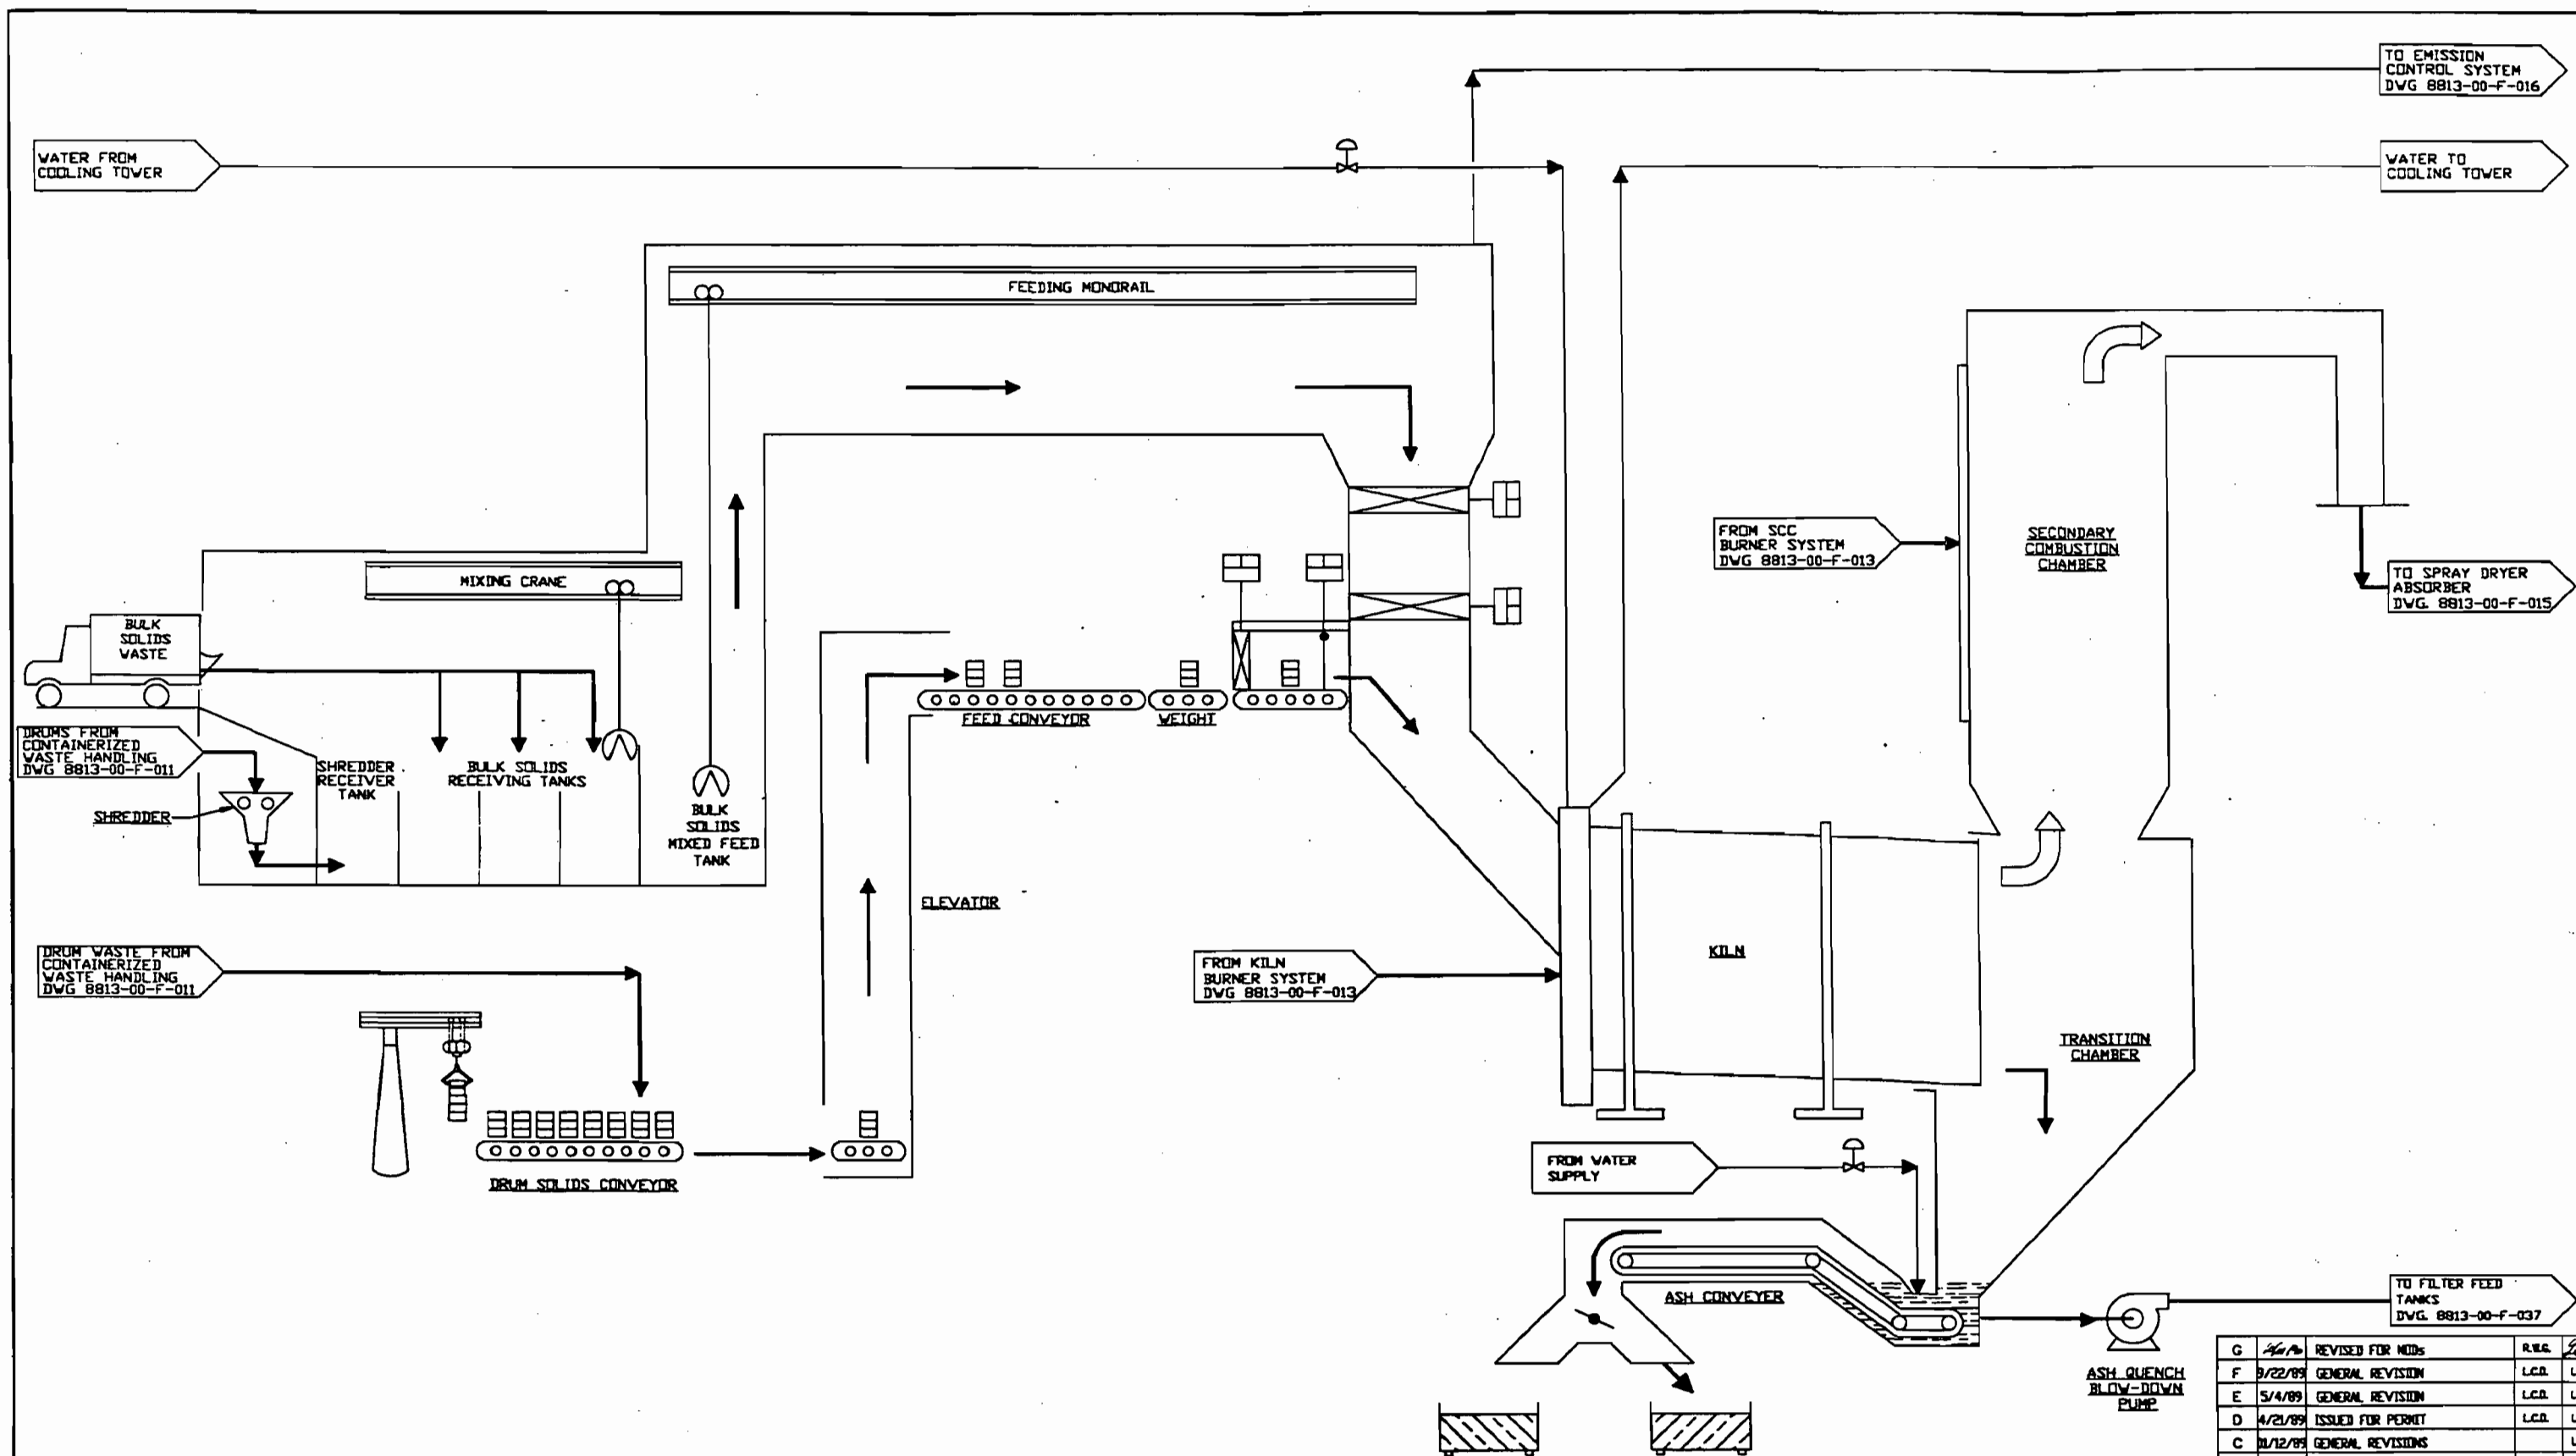 TO EMISSION
CONTROL SYSTEM
DWG 8813-00-F-016
WATER FROM
COOLING TOWER
WATER TO
COOLING TOWER
FEEDING MONORAIL
MIXING CRANE
BULK
SOLIDS
WASTE
FROM SCC
BURNER SYSTEM
DWG 8813-00-F-013
SECONDARY
COMBUSTION
CHAMBER
TO SPRAY DRYER
ABSORBER
DWG. 8813-00-F-015
FEED CONVEYOR
WEIGHT
DRUMS FROM
CONTAINERIZED
WASTE HANDLING
DWG 8813-00-F-011
SHREDDER
RECEIVER
TANK
BULK SOLIDS
RECEIVING TANKS
SHREDDER
BULK
SOLIDS
MIXED FEED
TANK
ELEVATOR
DRUM WASTE FROM
CONTAINERIZED
WASTE HANDLING
DWG 8813-00-F-011
FROM KILN
BURNER SYSTEM
DWG 8813-00-F-013
KILN
TRANSITION
CHAMBER
DRUM SOLIDS CONVEYOR
FROM WATER
SUPPLY
ASH CONVEYER
TO FILTER FEED
TANKS
DWG. 8813-00-F-037
ASH QUENCH
BLOW-DOWN
PUMP
G REVISED FOR NODs R.E.G.
F 9/22/89 GENERAL REVISION L.C.D.
E 5/4/89 GENERAL REVISION L.C.D.
D 4/21/89 ISSUED FOR PERMIT L.C.D.
C 01/12/89 GENERAL REVISIONS